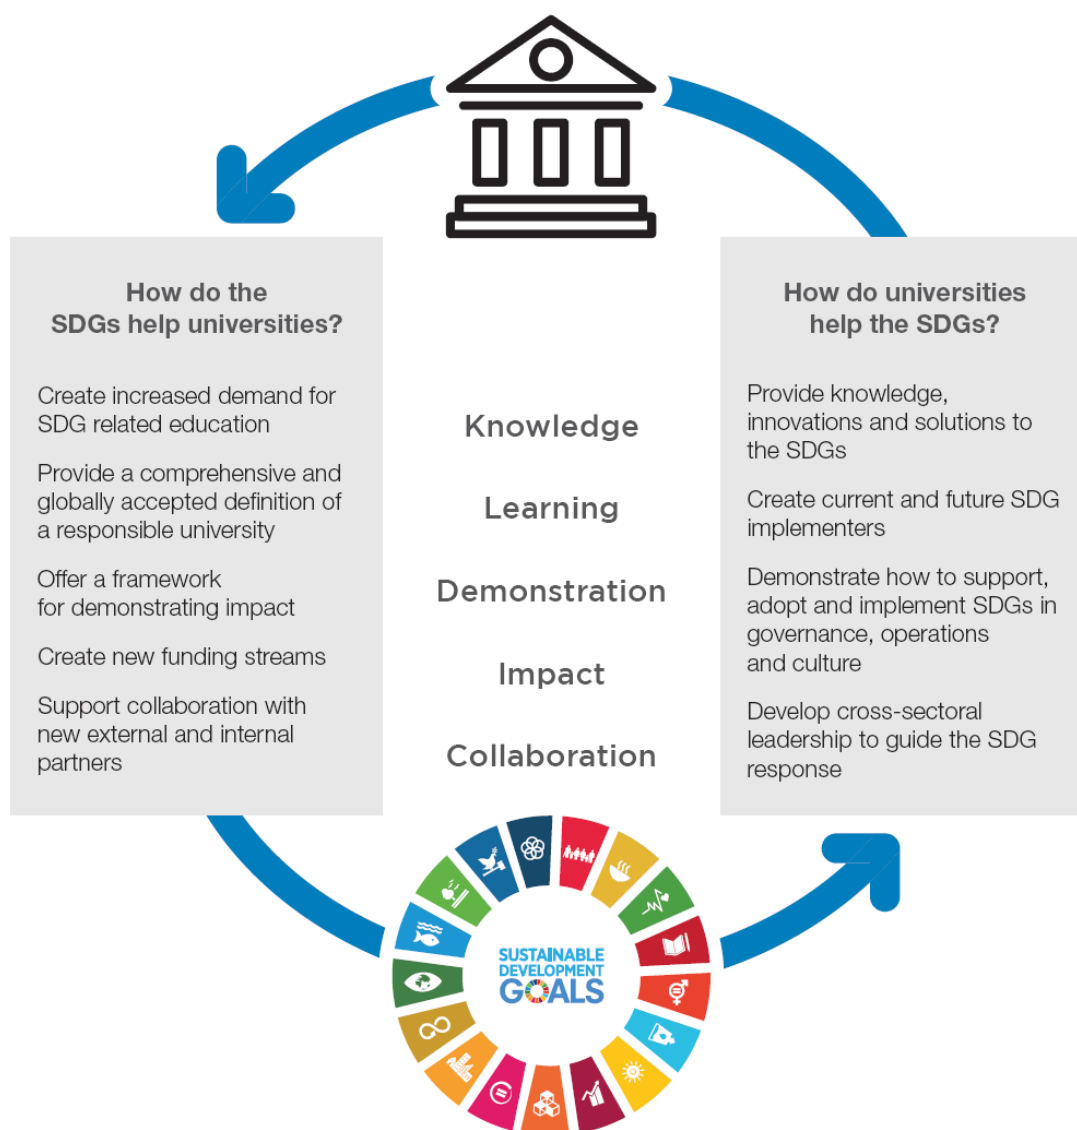 How do the
SDGs help universities?
Create increased demand for
SDG related education
Provide a comprehensive and
globally accepted definition of
a responsible university
Offer a framework
for demonstrating impact
Create new funding streams
Support collaboration with
new external and internal
partners
Knowledge
Learning
Demonstration
Impact
Collaboration
How do universities
help the SDGs?
Provide knowledge,
innovations and solutions to
the SDGs
Create current and future SDG
implementers
Demonstrate how to support,
adopt and implement SDGs in
governance, operations
and culture
Develop cross-sectoral
leadership to guide the SDG
response
SUSTAINABLE
DEVELOPMENT
GOALS